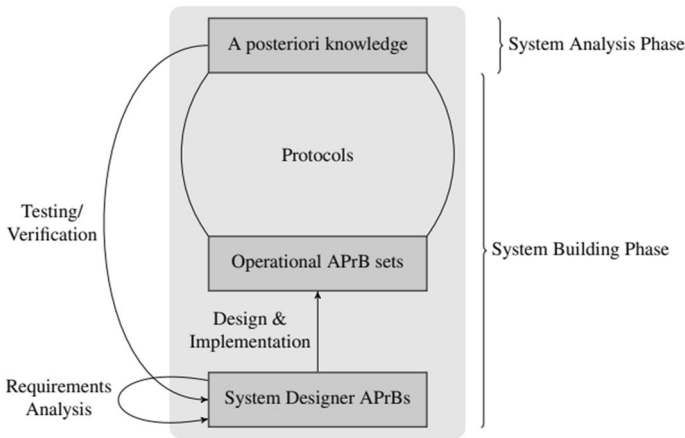 A posteriori knowledge
System Analysis Phase
Protocols
Testing/
Verification
System Building Phase
Operational APrB sets
Design &
Implementation
Requirements
Analysis
System Designer APrBs